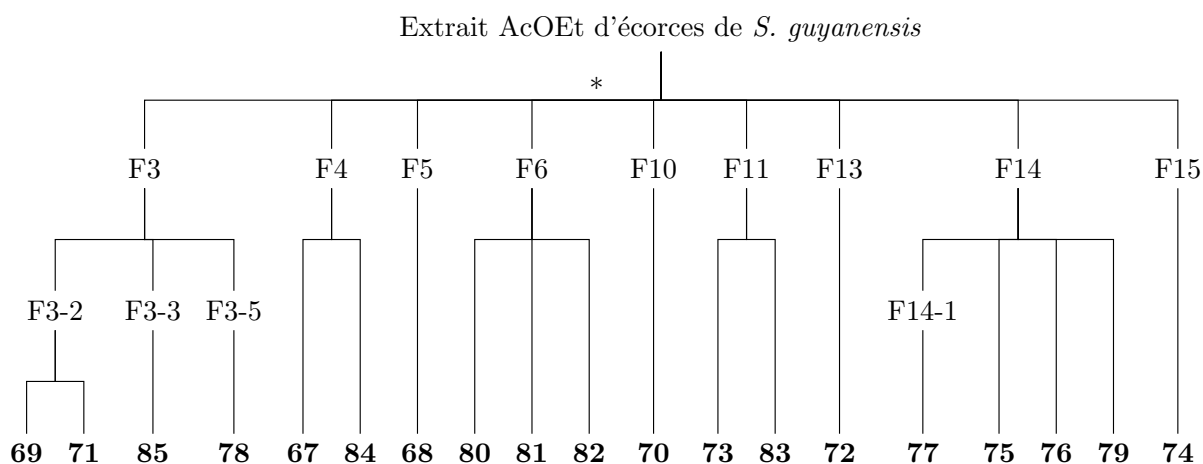 Extrait AcOEt d'écorces de S. guyanensis
*
F3 F4 F5 F6 F10 F11 F13 F14 F15
F3-2 F3-3 F3-5 F14-1
69 71 85 78 67 84 68 80 81 82 70 73 83 72 77 75 76 79 74